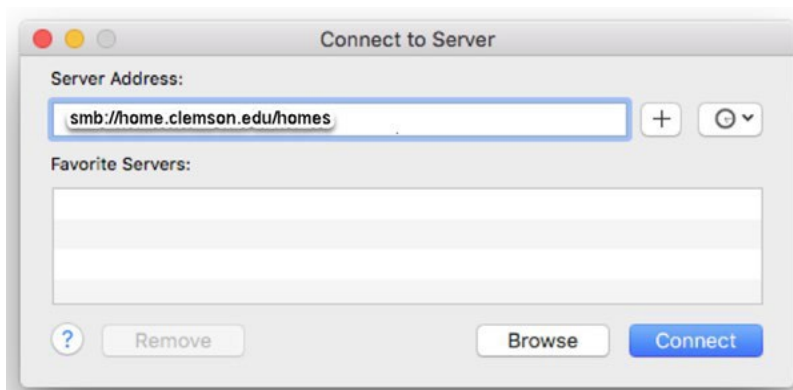 Connect to Server
Server Address:
smb://home.clemson.edu/homes
Favorite Servers:
? Remove Browse Connect